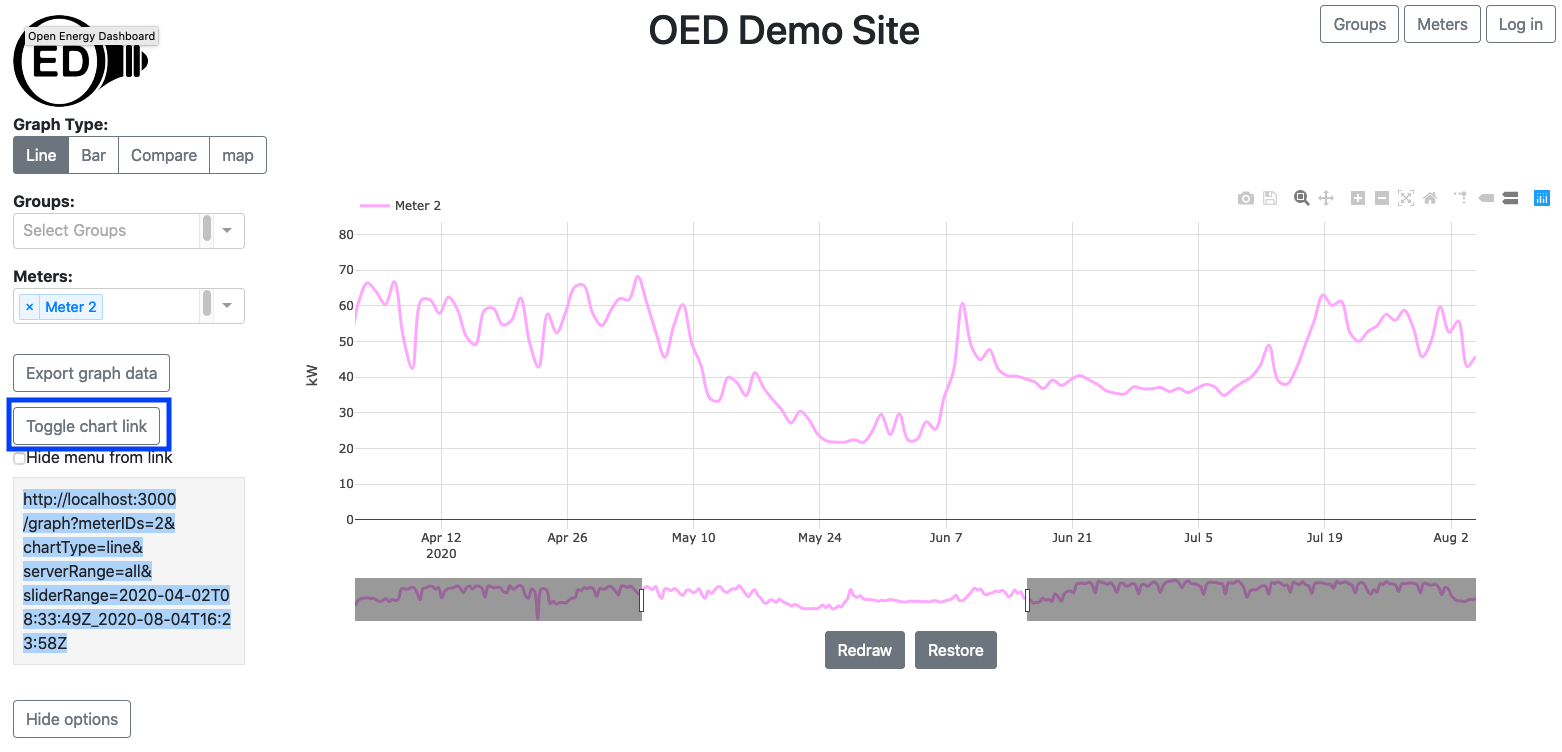 Open Energy Dashboard
ED
OED Demo Site
Groups Meters Log in
Graph Type:
Line Bar Compare map
Groups:
Select Groups
Meters:
× Meter 2
Export graph data
Toggle chart link
Hide menu from link
http://localhost:3000
/graph?meterIDs=2&
chartType=line&
serverRange=all&
sliderRange=2020-04-02T0
8:33:49Z_2020-08-04T16:2
3:58Z
Hide options
Meter 2
kW
80
70
60
50
40
30
20
10
0
Apr 12 Apr 26 May 10 May 24 Jun 7 Jun 21 Jul 5 Jul 19 Aug 2
2020
Redraw Restore